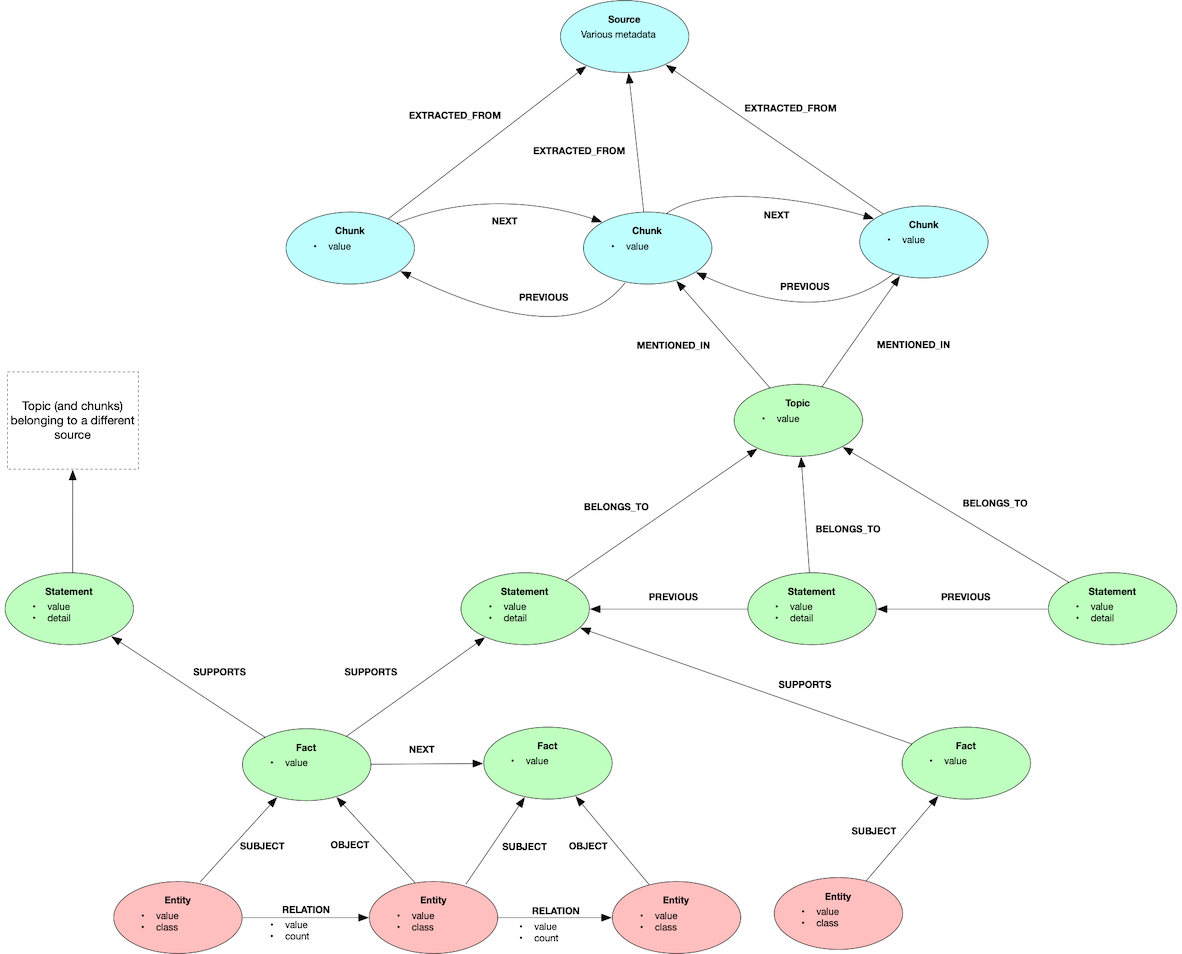 Source
Various metadata
EXTRACTED_FROM
EXTRACTED_FROM
EXTRACTED_FROM
NEXT
NEXT
Chunk
• value
Chunk
• value
Chunk
• value
PREVIOUS
PREVIOUS
MENTIONED_IN
MENTIONED_IN
Topic (and chunks)
belonging to a different
source
Topic
• value
BELONGS_TO
BELONGS_TO
BELONGS_TO
Statement
• value
• detail
Statement
• value
• detail
PREVIOUS
Statement
• value
• detail
PREVIOUS
Statement
• value
• detail
SUPPORTS
SUPPORTS
SUPPORTS
Fact
• value
NEXT
Fact
• value
Fact
• value
SUBJECT
OBJECT
SUBJECT
OBJECT
SUBJECT
Entity
• value
• class
RELATION
• value
• count
Entity
• value
• class
RELATION
• value
• count
Entity
• value
• class
Entity
• value
• class